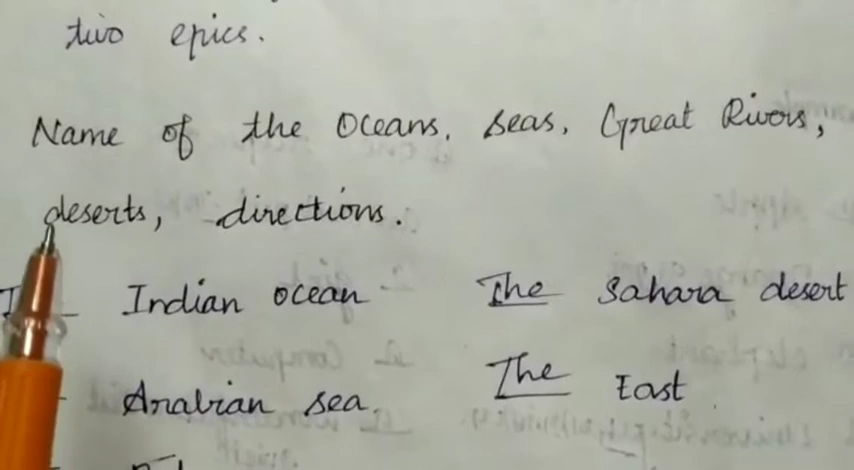 two epics.
Name of the Oceans, seas, Great Rivers,
deserts, directions.
Indian ocean The Sahara desert
Arabian sea. The East